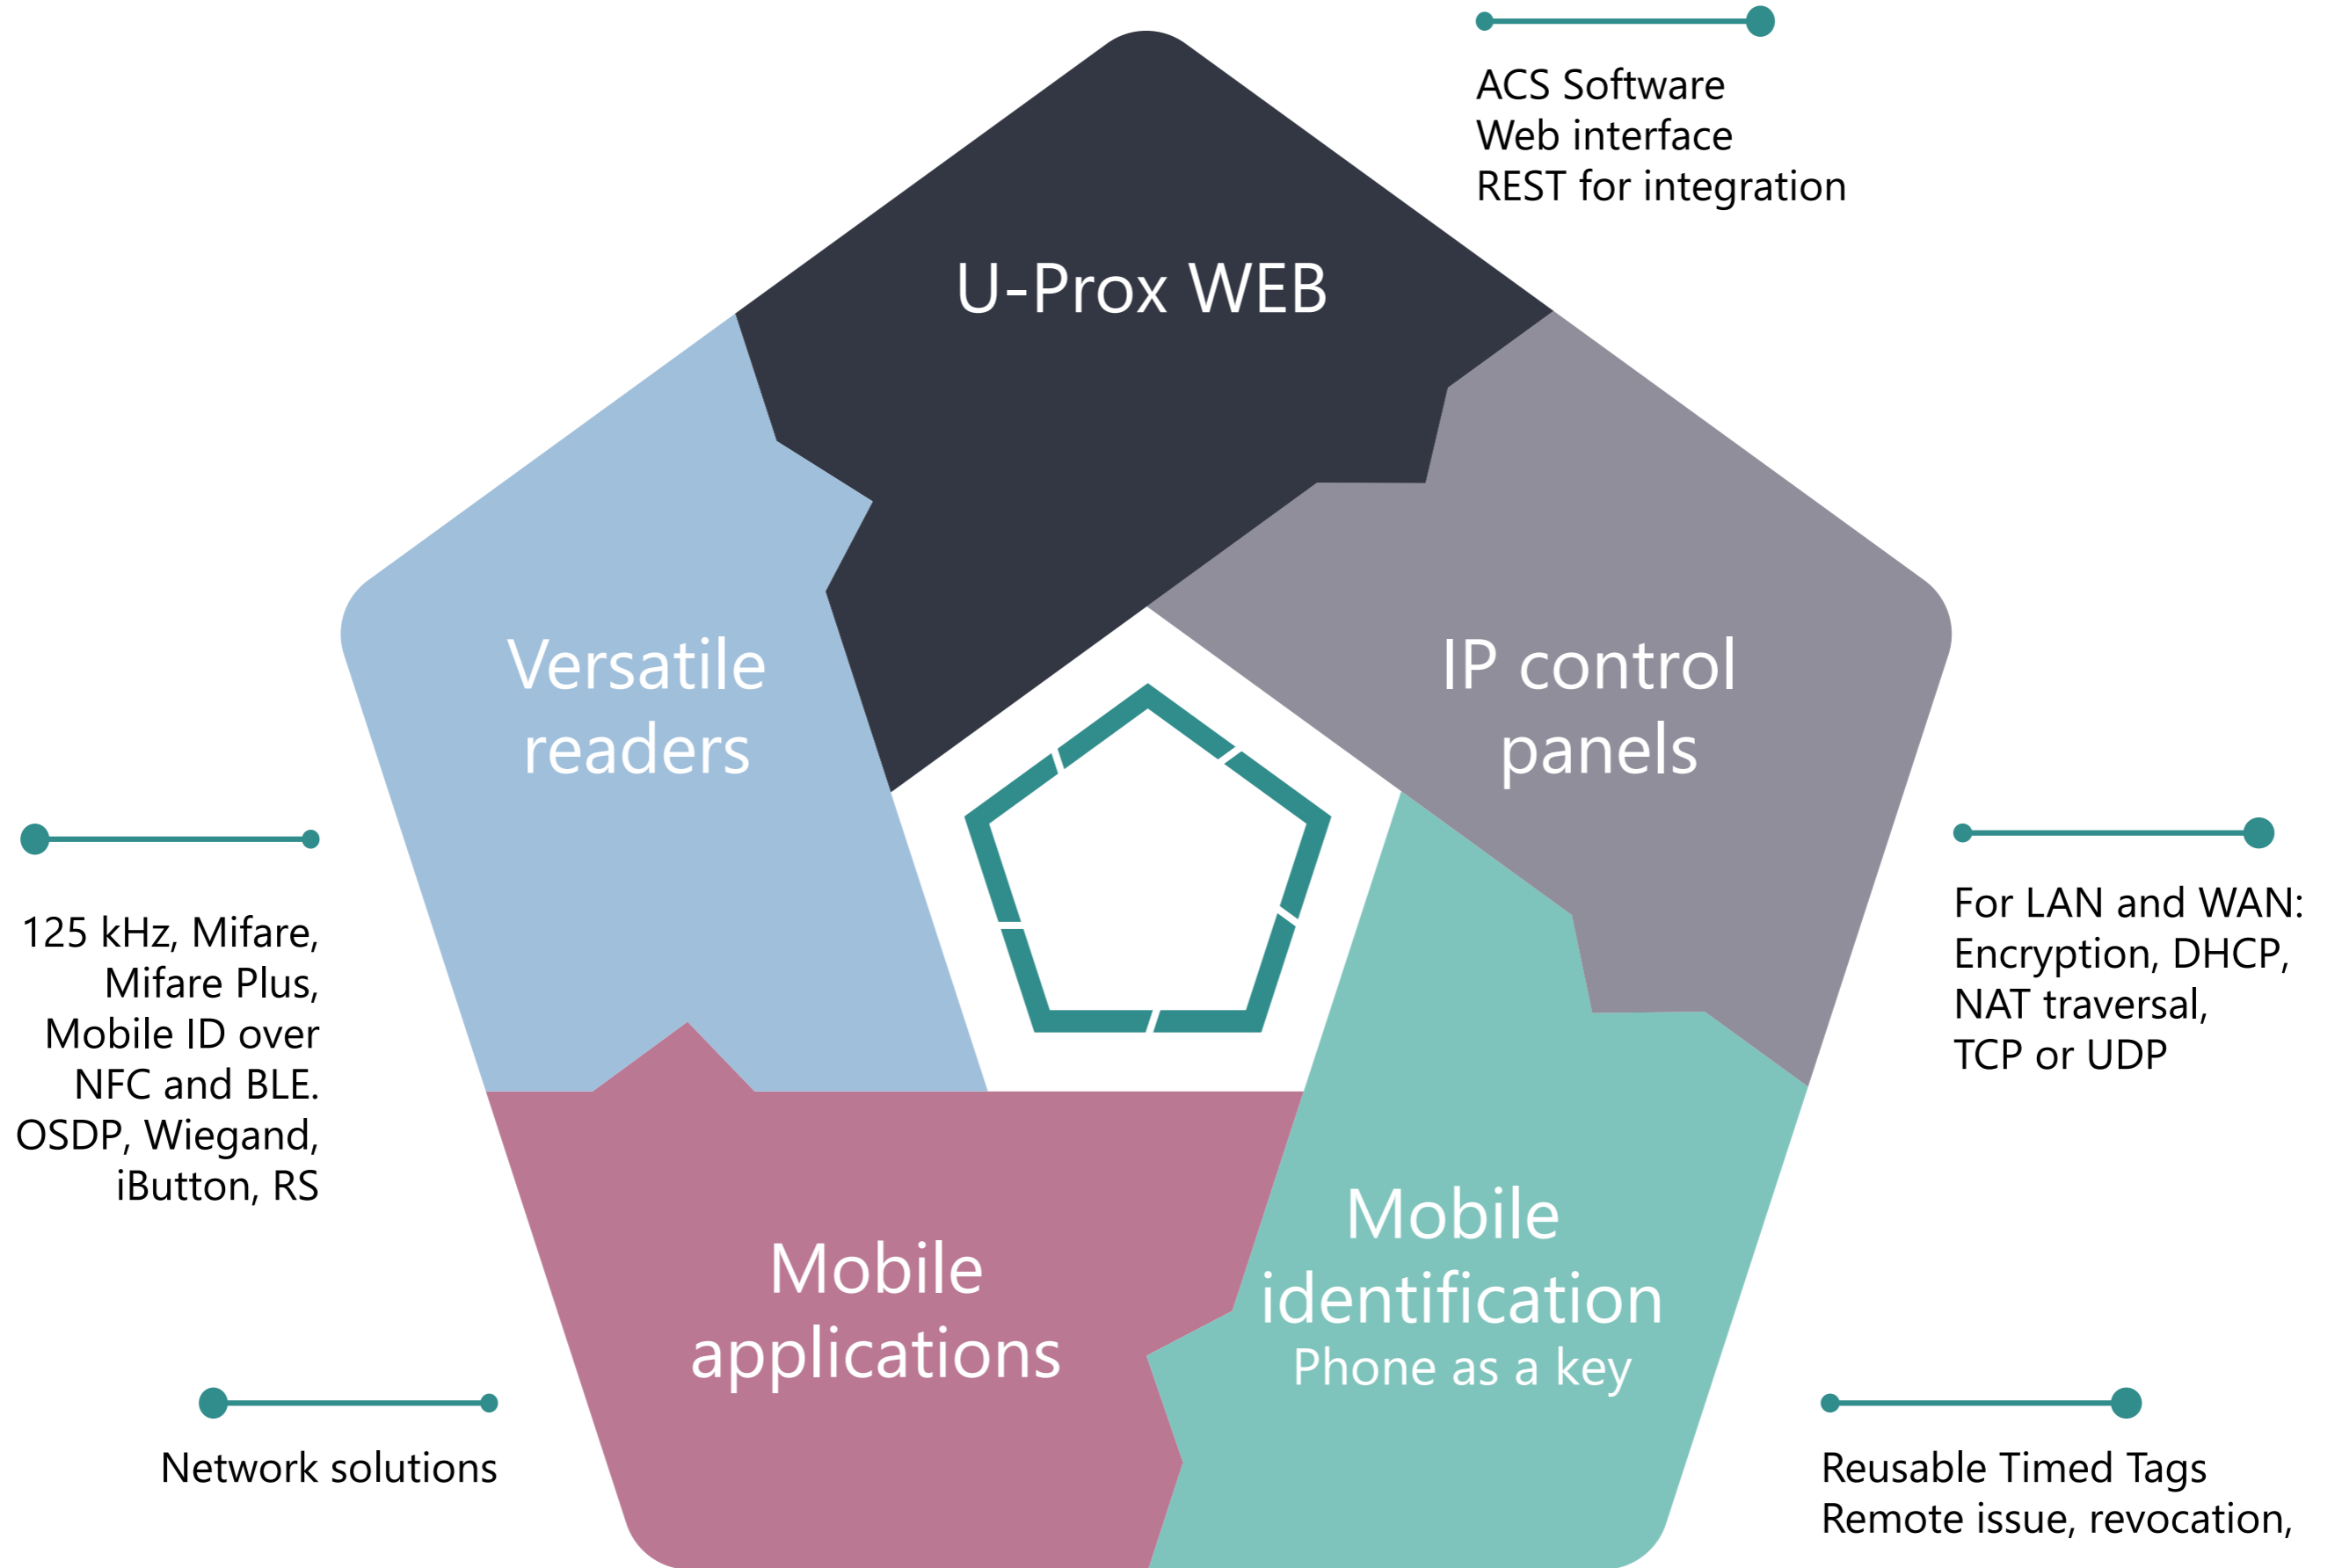 ACS Software
Web interface
REST for integration
U-Prox WEB
Versatile
readers
IP control
panels
125 kHz, Mifare,
Mifare Plus,
Mobile ID over
NFC and BLE.
OSDP, Wiegand,
iButton, RS
For LAN and WAN:
Encryption, DHCP,
NAT traversal,
TCP or UDP
Mobile
applications
Mobile
identification
Phone as a key
Network solutions
Reusable Timed Tags
Remote issue, revocation,